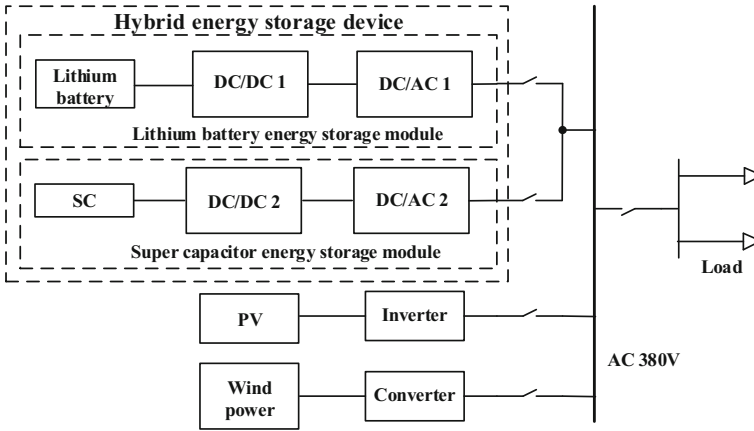 Hybrid energy storage device
Lithium
battery
DC/DC 1
DC/AC 1
Lithium battery energy storage module
SC
DC/DC 2
DC/AC 2
Super capacitor energy storage module
Load
PV
Inverter
AC 380V
Wind
power
Converter